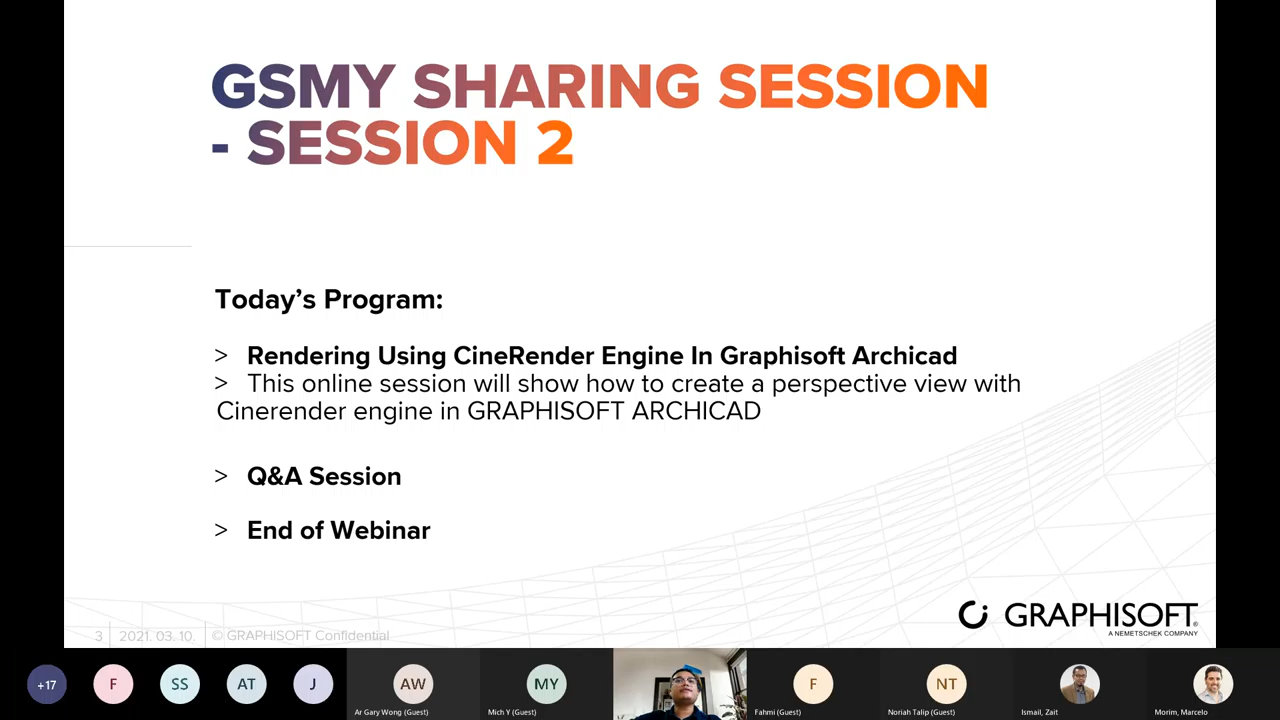 GSMY SHARING SESSION
- SESSION 2
Today’s Program:
> Rendering Using CineRender Engine In Graphisoft Archicad
> This online session will show how to create a perspective view with
Cinerender engine in GRAPHISOFT ARCHICAD
> Q&A Session
> End of Webinar
GRAPHISOFT®
A NEMETSCHEK COMPANY
3 2021. 03. 10. © GRAPHISOFT Confidential
+17 F SS AT J AW MY F NT
Ar Gary Wong (Guest) Mich Y (Guest) Fahmi (Guest) Noriah Talip (Guest) Ismail, Zait Morim, Marcelo